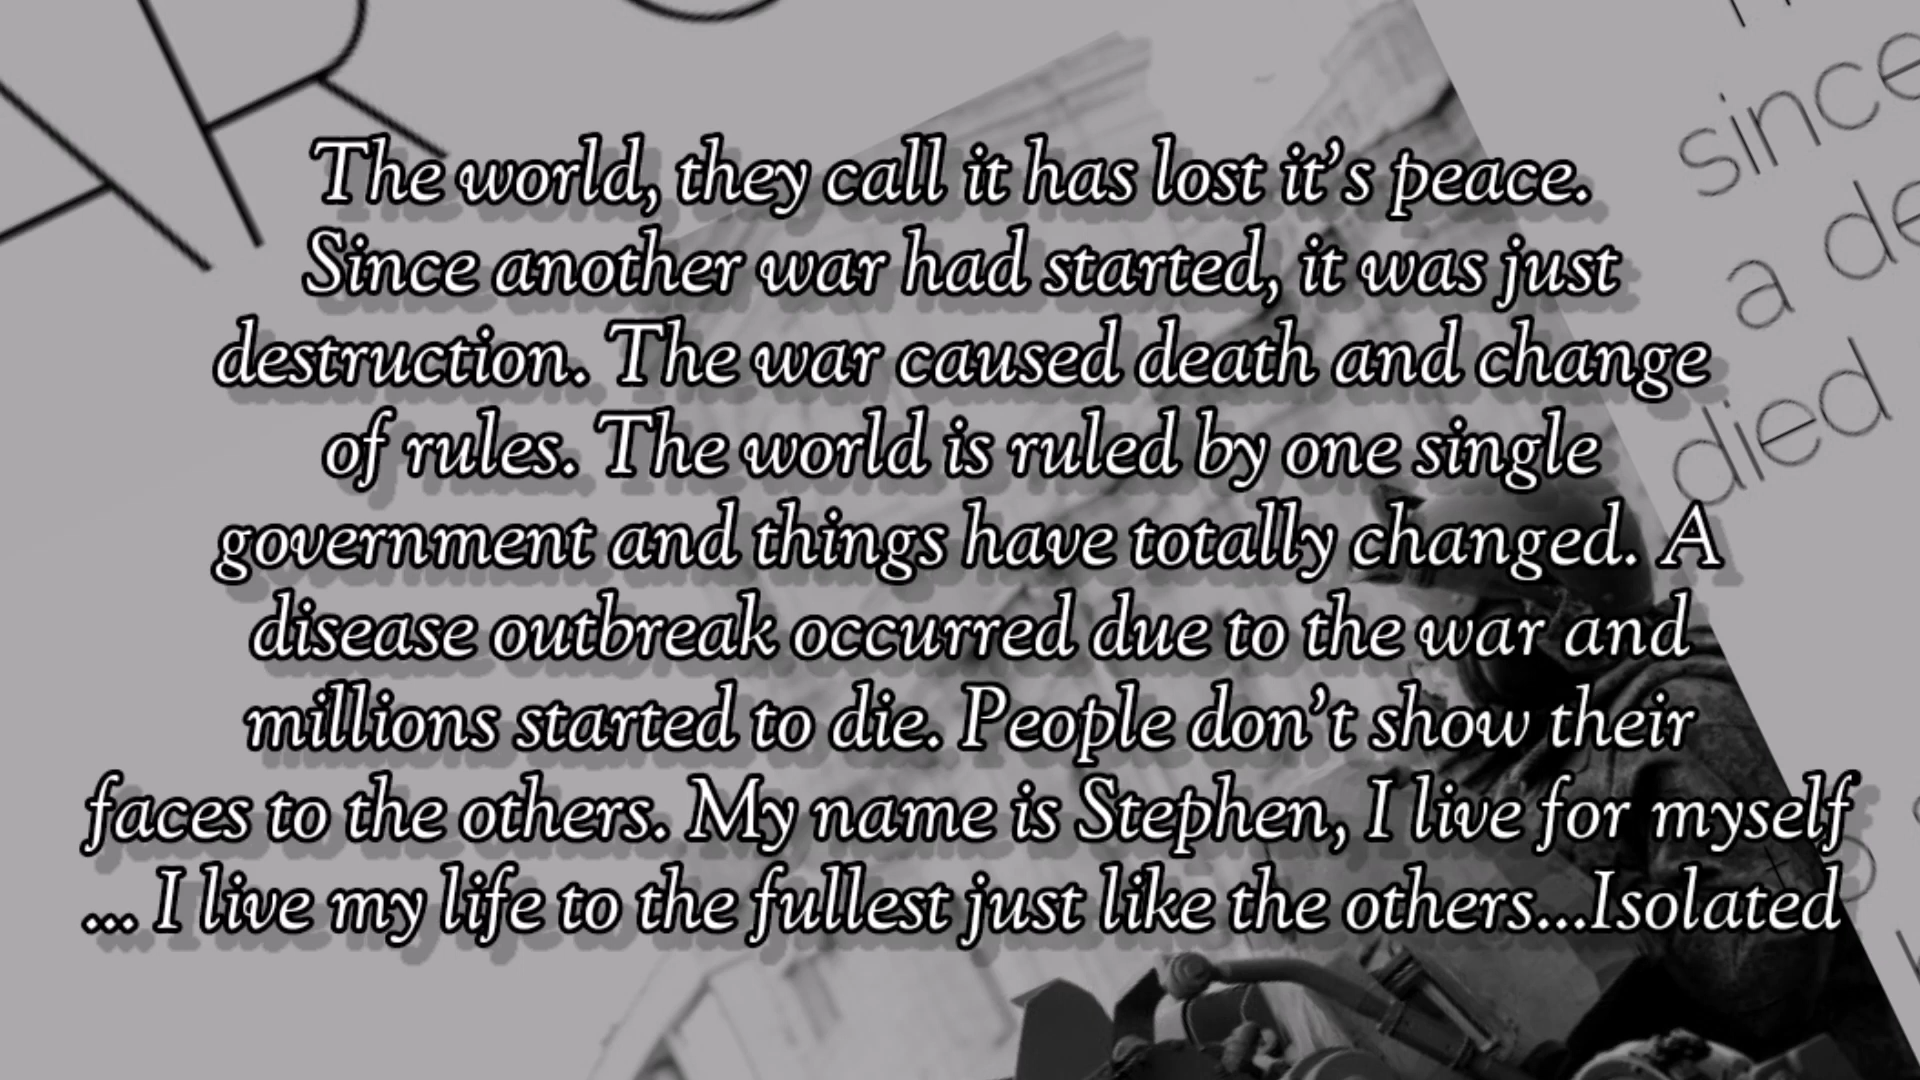 The world, they call it has lost it’s peace.
Since another war had started, it was just
destruction. The war caused death and change
of rules. The world is ruled by one single
government and things have totally changed. A
disease outbreak occurred due to the war and
millions started to die. People don’t show their
faces to the others. My name is Stephen, I live for myself
... I live my life to the fullest just like the others...Isolated
since
a
died